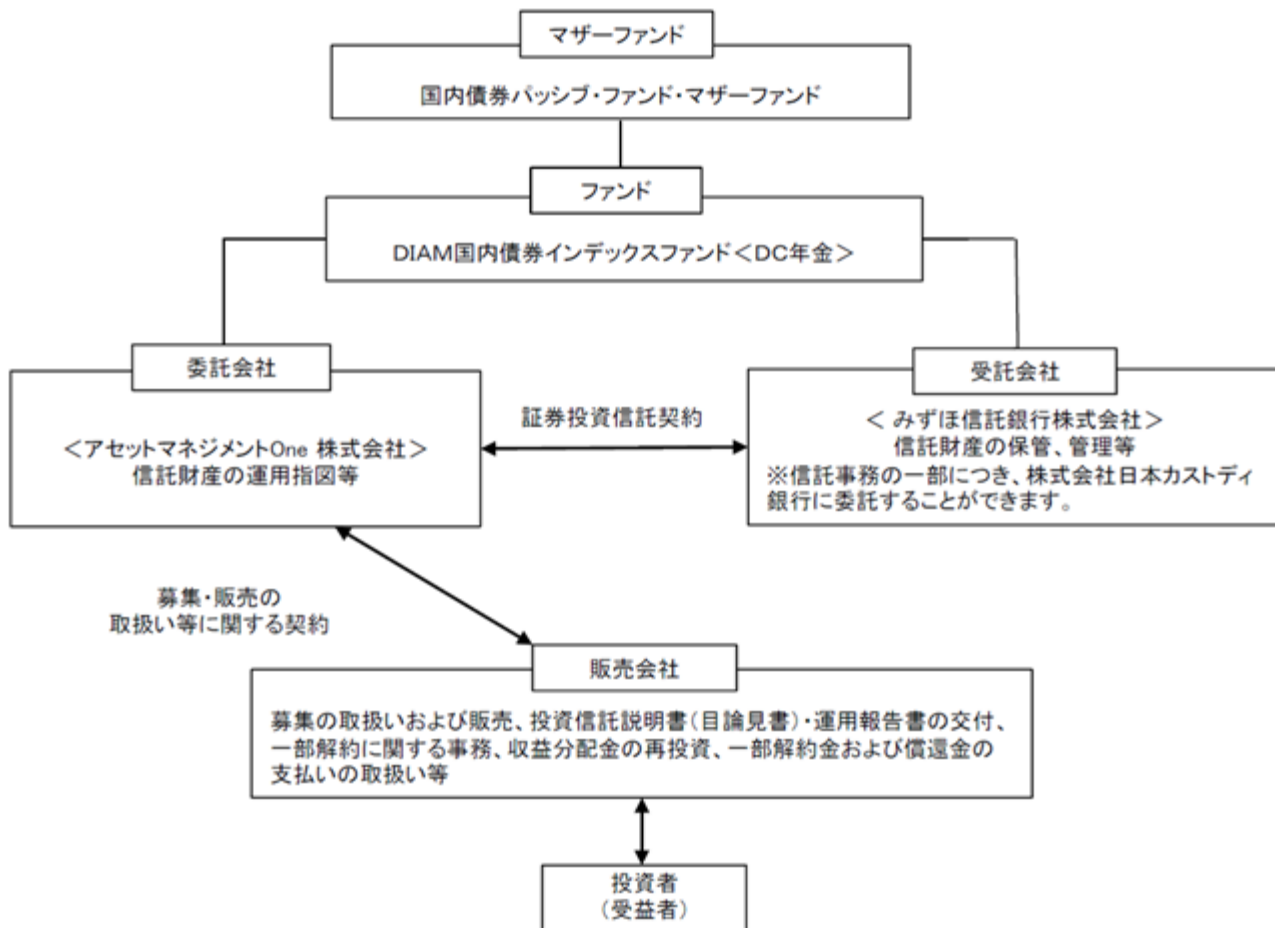 マザーファンド
国内債券パッシブ・ファンド・マザーファンド
ファンド
DIAM国内債券インデックスファンド＜DC年金＞
委託会社
＜アセットマネジメントOne 株式会社＞
信託財産の運用指図等
証券投資信託契約
受託会社
＜ みずほ信託銀行株式会社＞
信託財産の保管、管理等
※信託事務の一部につき、株式会社日本カストディ
銀行に委託することができます。
募集・販売の
取扱い等に関する契約
販売会社
募集の取扱いおよび販売、投資信託説明書（目論見書）・運用報告書の交付、
一部解約に関する事務、収益分配金の再投資、一部解約金および償還金の
支払いの取扱い等
投資者
（受益者）